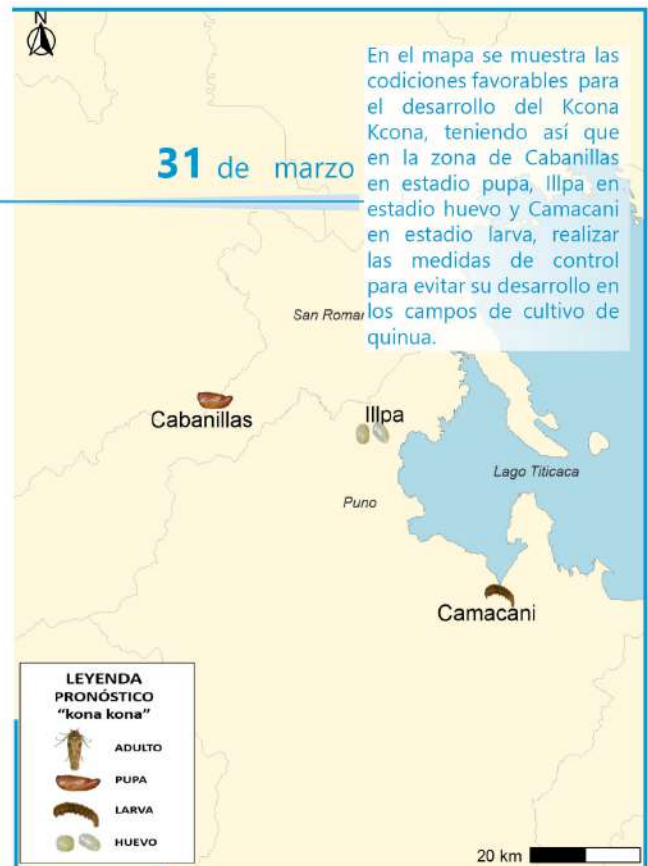 N
En el mapa se muestra las
codiciones favorables para
el desarrollo del Kcona
Kcona, teniendo así que
en la zona de Cabanillas
en estadio pupa, Illpa en
estadio huevo y Camacani
en estadio larva, realizar
las medidas de control
para evitar su desarrollo en
los campos de cultivo de
quinua.
31 de marzo
San Roma
Cabanillas
Illpa
Lago Titicaca
Puno
Camacani
LEYENDA
PRONÓSTICO
"kona kona"
ADULTO
PUPA
LARVA
HUEVO
20 km